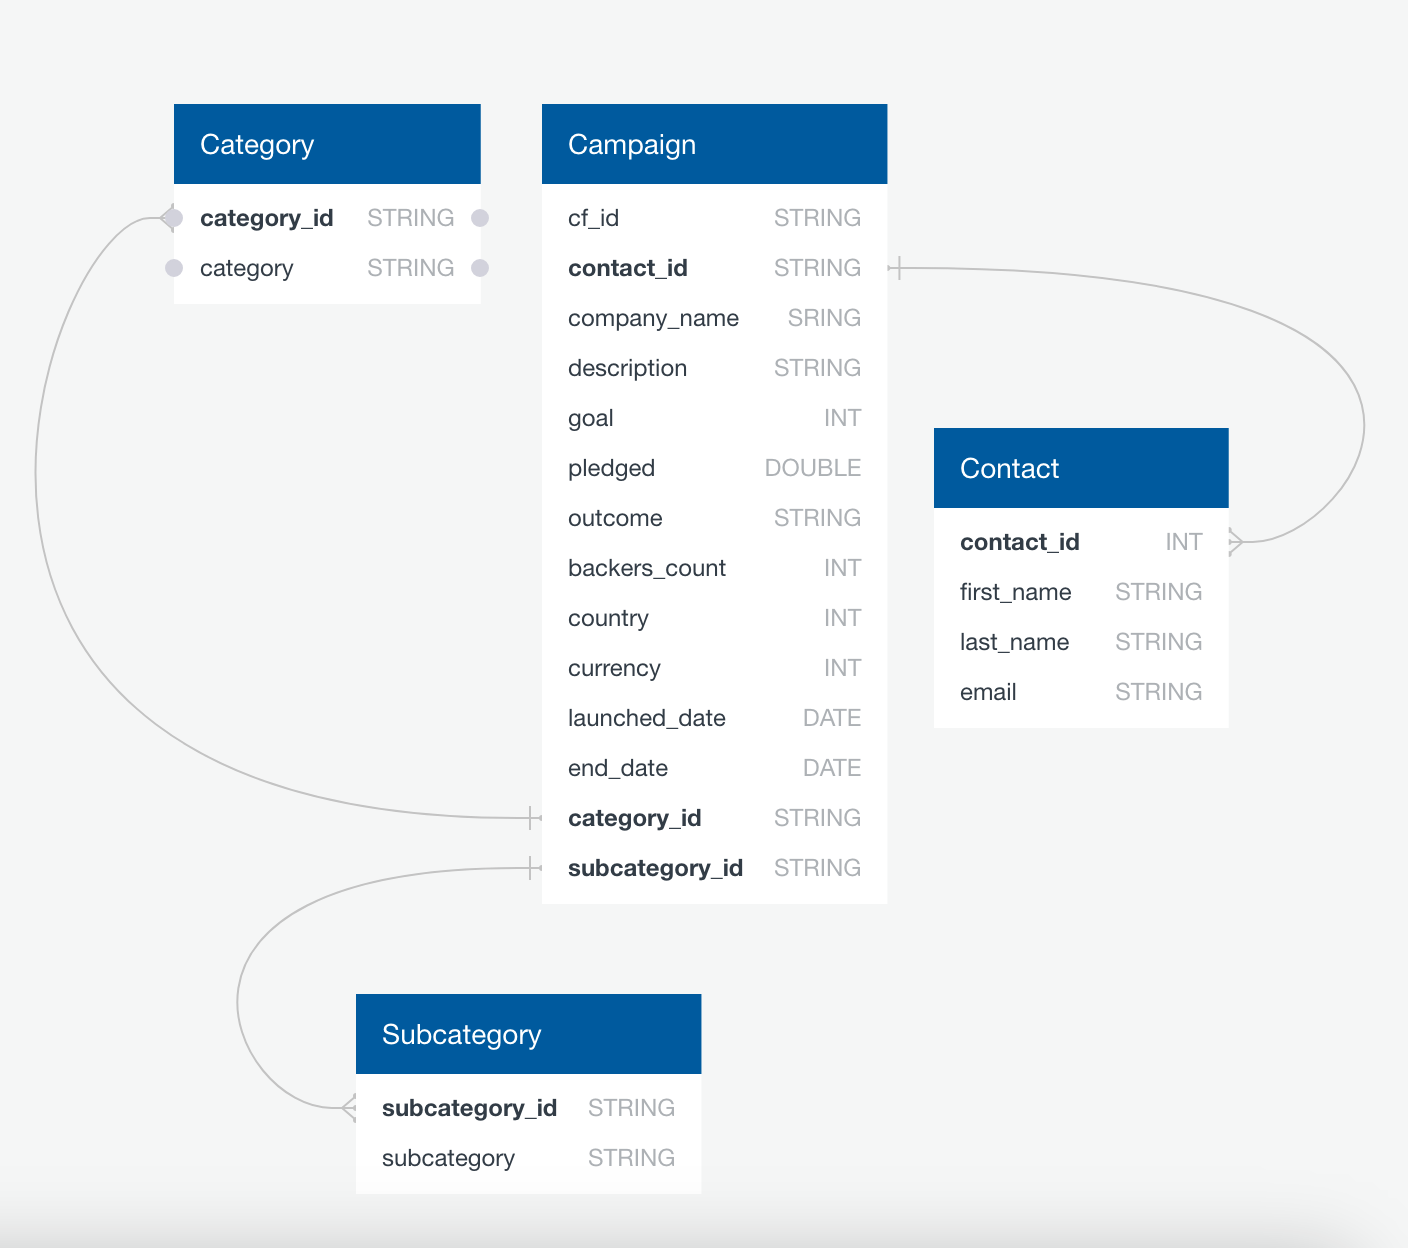 Category
category_id STRING
category STRING
Campaign
cf_id STRING
contact_id STRING
company_name SRING
description STRING
goal INT
pledged DOUBLE
outcome STRING
backers_count INT
country INT
currency INT
launched_date DATE
end_date DATE
category_id STRING
subcategory_id STRING
Contact
contact_id INT
first_name STRING
last_name STRING
email STRING
Subcategory
subcategory_id STRING
subcategory STRING